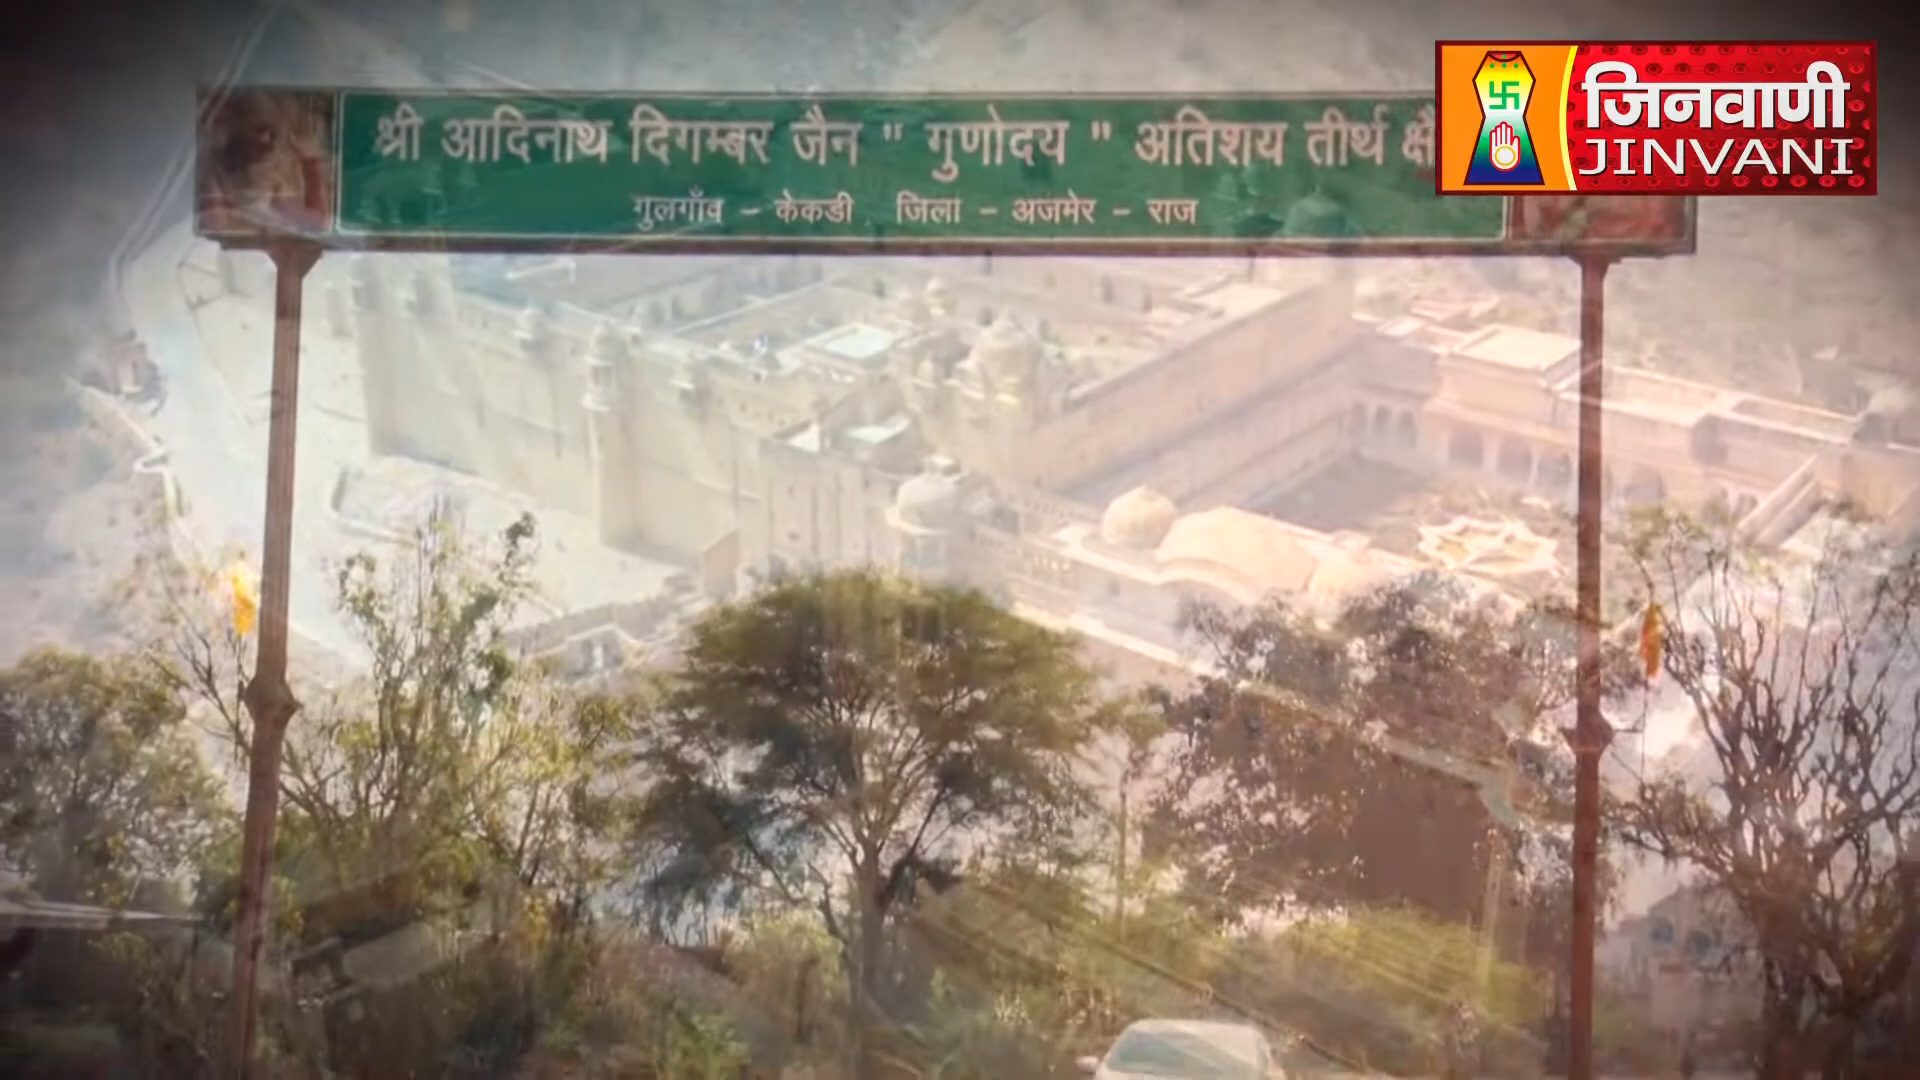 श्री आदिनाथ दिगम्बर जैन " गुणोदय " अतिशय तीर्थ
गुलगाँव - केकडी जिला - अजमेर - राज
जिनवाणी
JINVANI